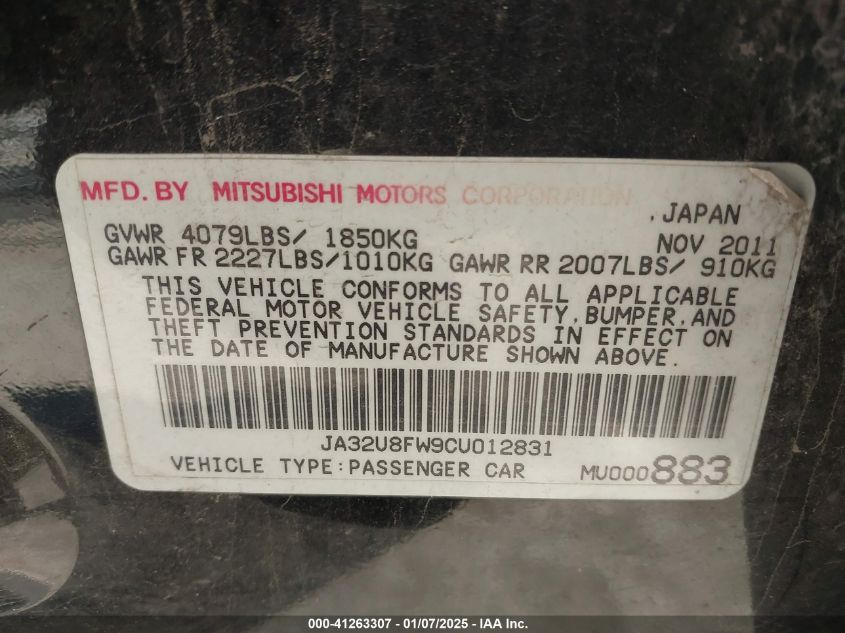 MFD. BY MITSUBISHI MOTORS CORPORATION
, JAPAN
GVWR 4079LBS/ 1850KG NOV 2011
GAWR FR 2227LBS/1010KG GAWR RR 2007LBS/ 910KG
THIS VEHICLE CONFORMS TO ALL APPLICABLE
FEDERAL MOTOR VEHICLE SAFETY, BUMPER, AND
THEFT PREVENTION STANDARDS IN EFFECT ON
THE DATE OF MANUFACTURE SHOWN ABOVE.
JA32U8FW9CU012831
VEHICLE TYPE: PASSENGER CAR MU000883
000-41263307 - 01/07/2025 - IAA Inc.